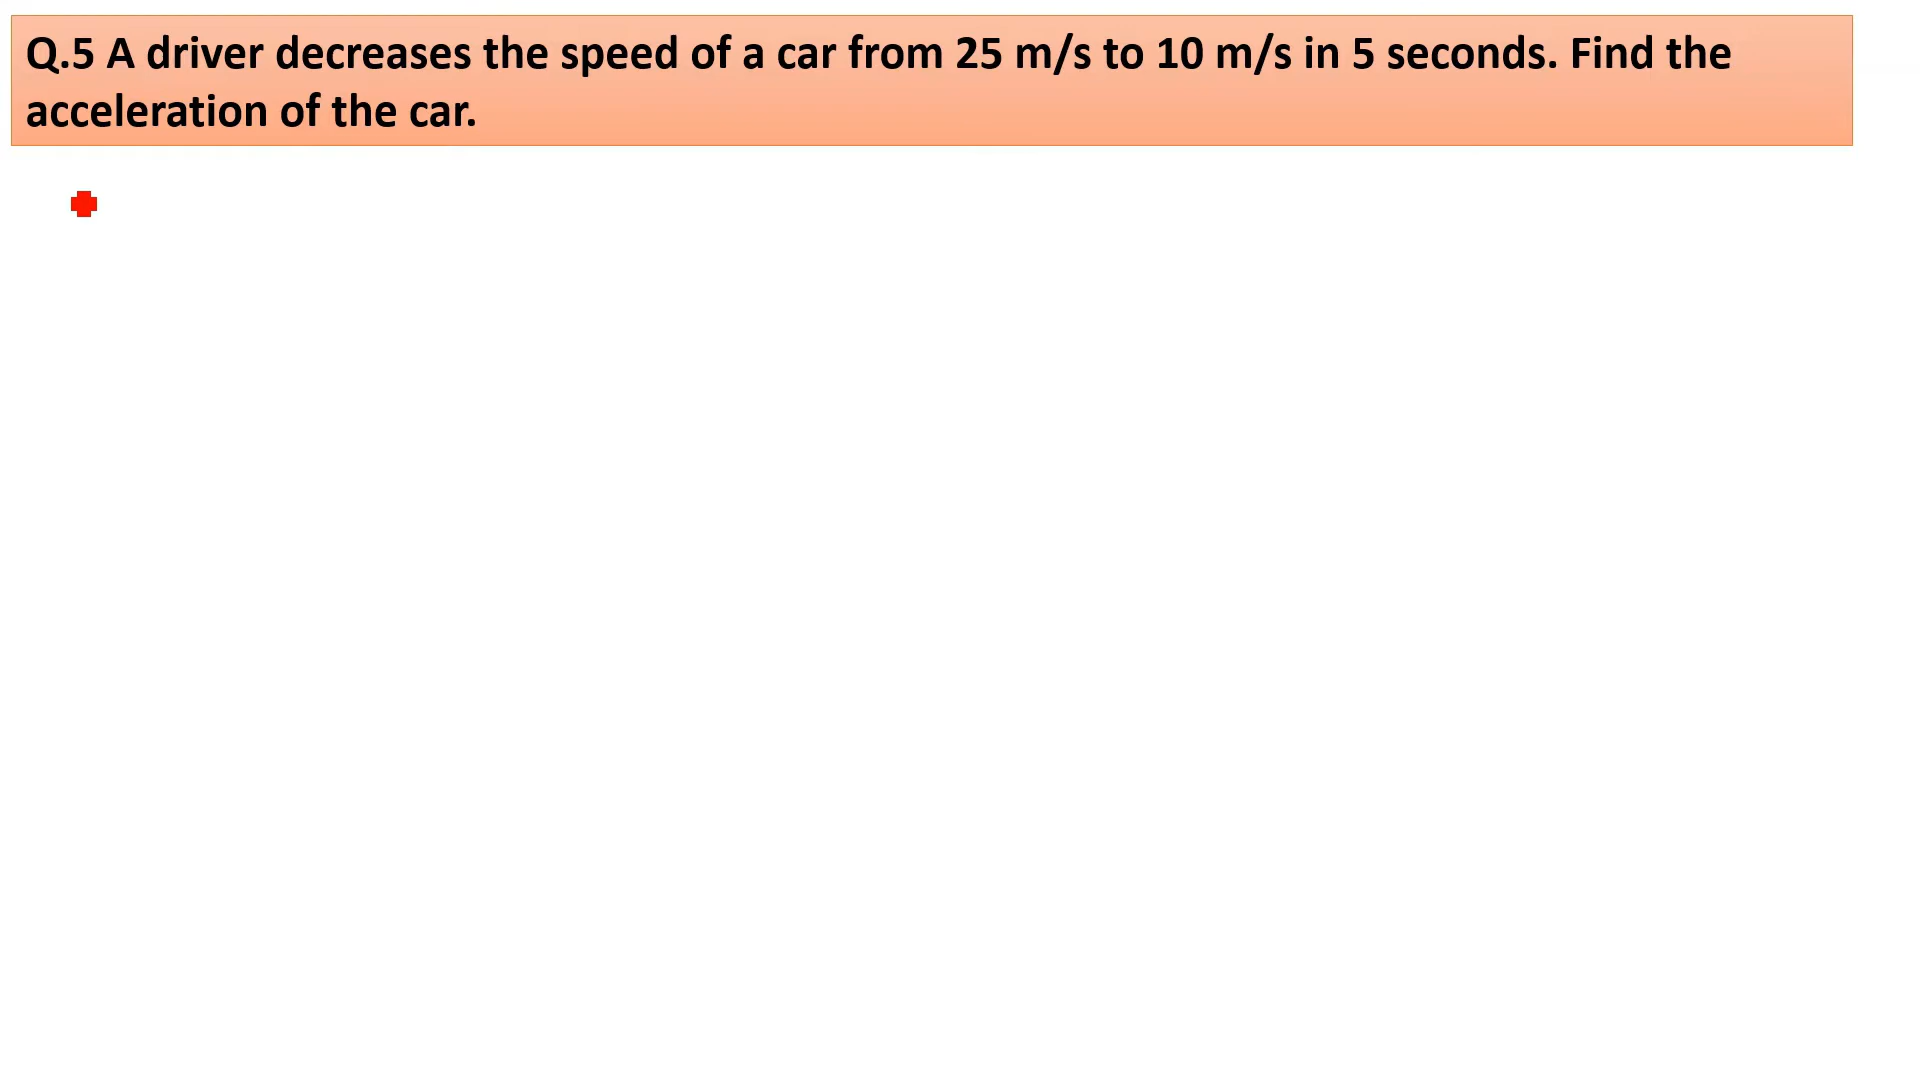 Q.5 A driver decreases the speed of a car from 25 m/s to 10 m/s in 5 seconds. Find the
acceleration of the car.